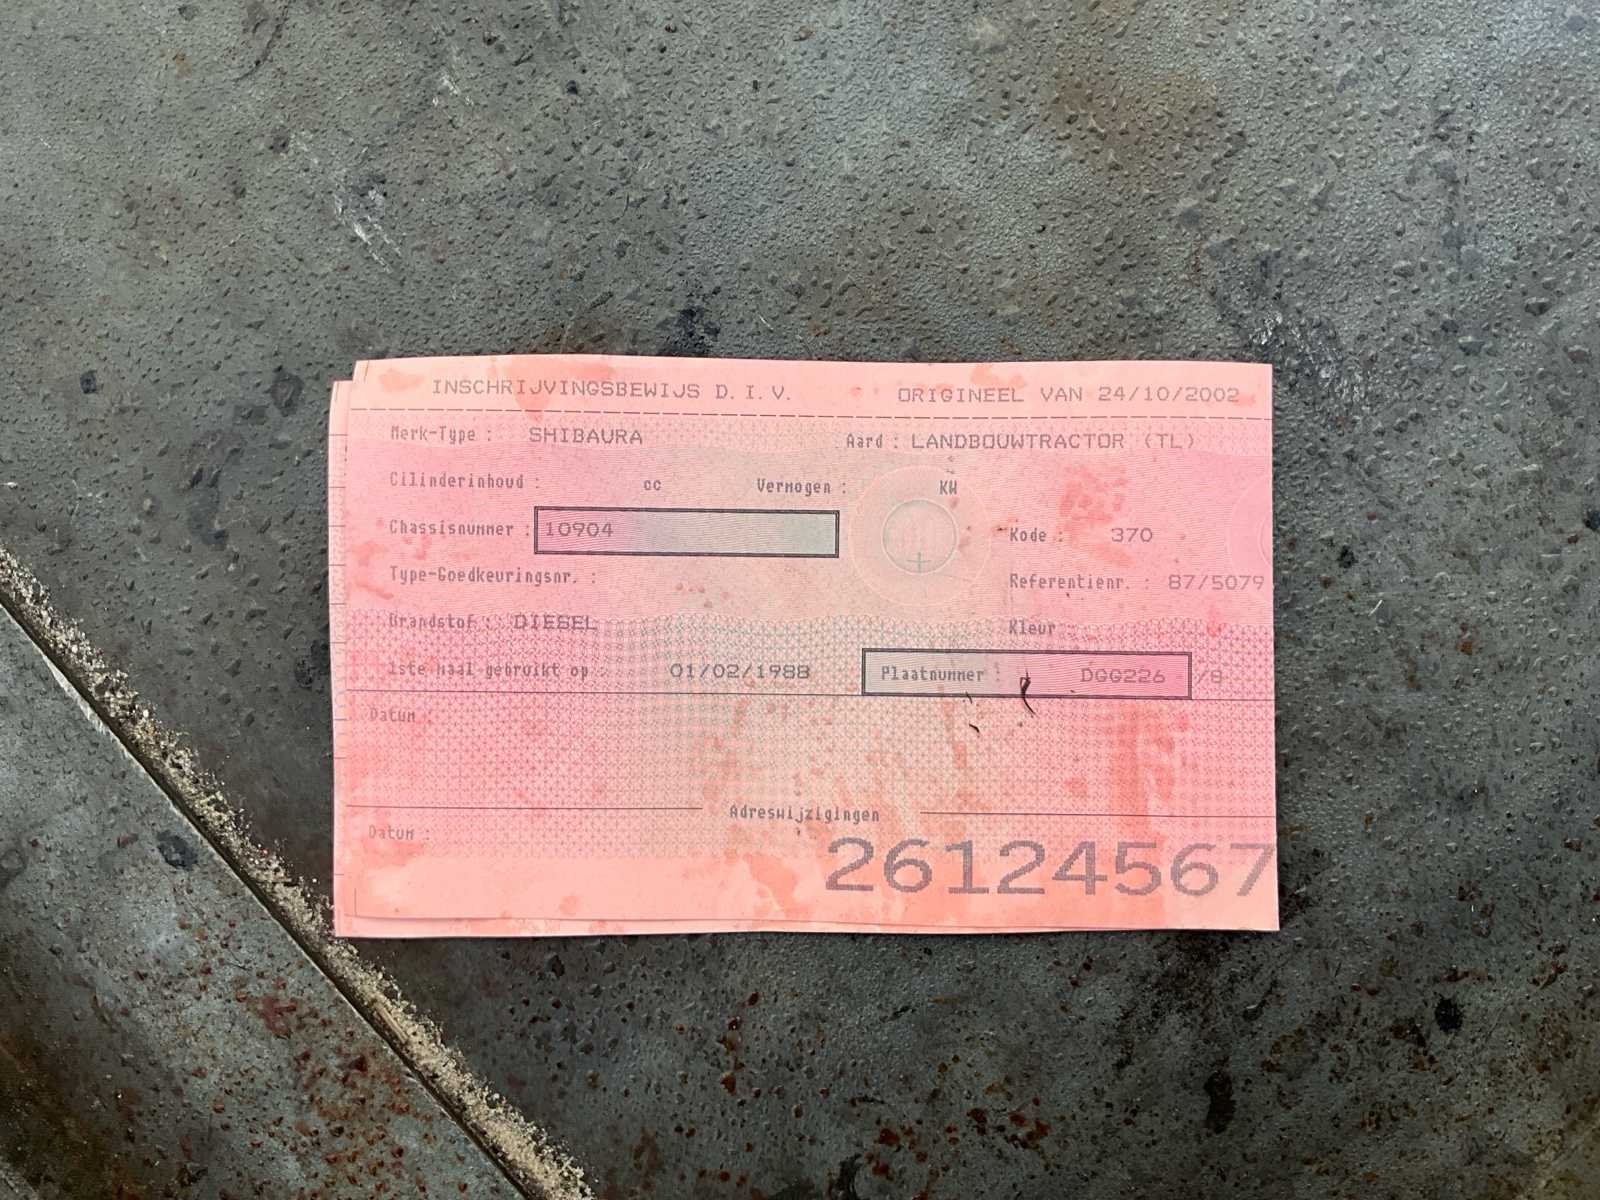 INSCHRIJVINGSBEWIJS D.I.V. ORIGINEEL VAN 24/10/2002
Merk-Type : SHIBAURA Aard : LANDBOUWTRACTOR (TL)
Cilinderinhoud : cc Vermogen : KW
Chassisnummer : 10904 Kode : 370
Type-Goedkeuringsnr. : Referentienr. : 87/5079
Brandstof : DIESEL Kleur
1ste maal gebruikt op : 01/02/1988 Plaatnummer : DGG226 /8
Datum :
Adreswijzigingen
Datum :
26124567